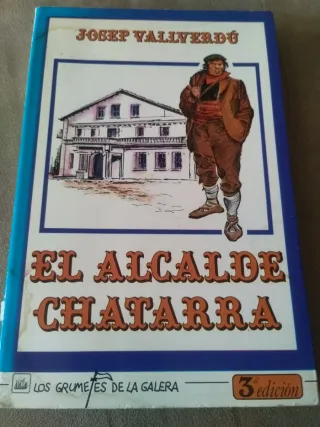 JOSEP VALLVERDÚ
EL ALCALDE
CHATARRA
LOS GRUMETES DE LA GALERA
3ª edición